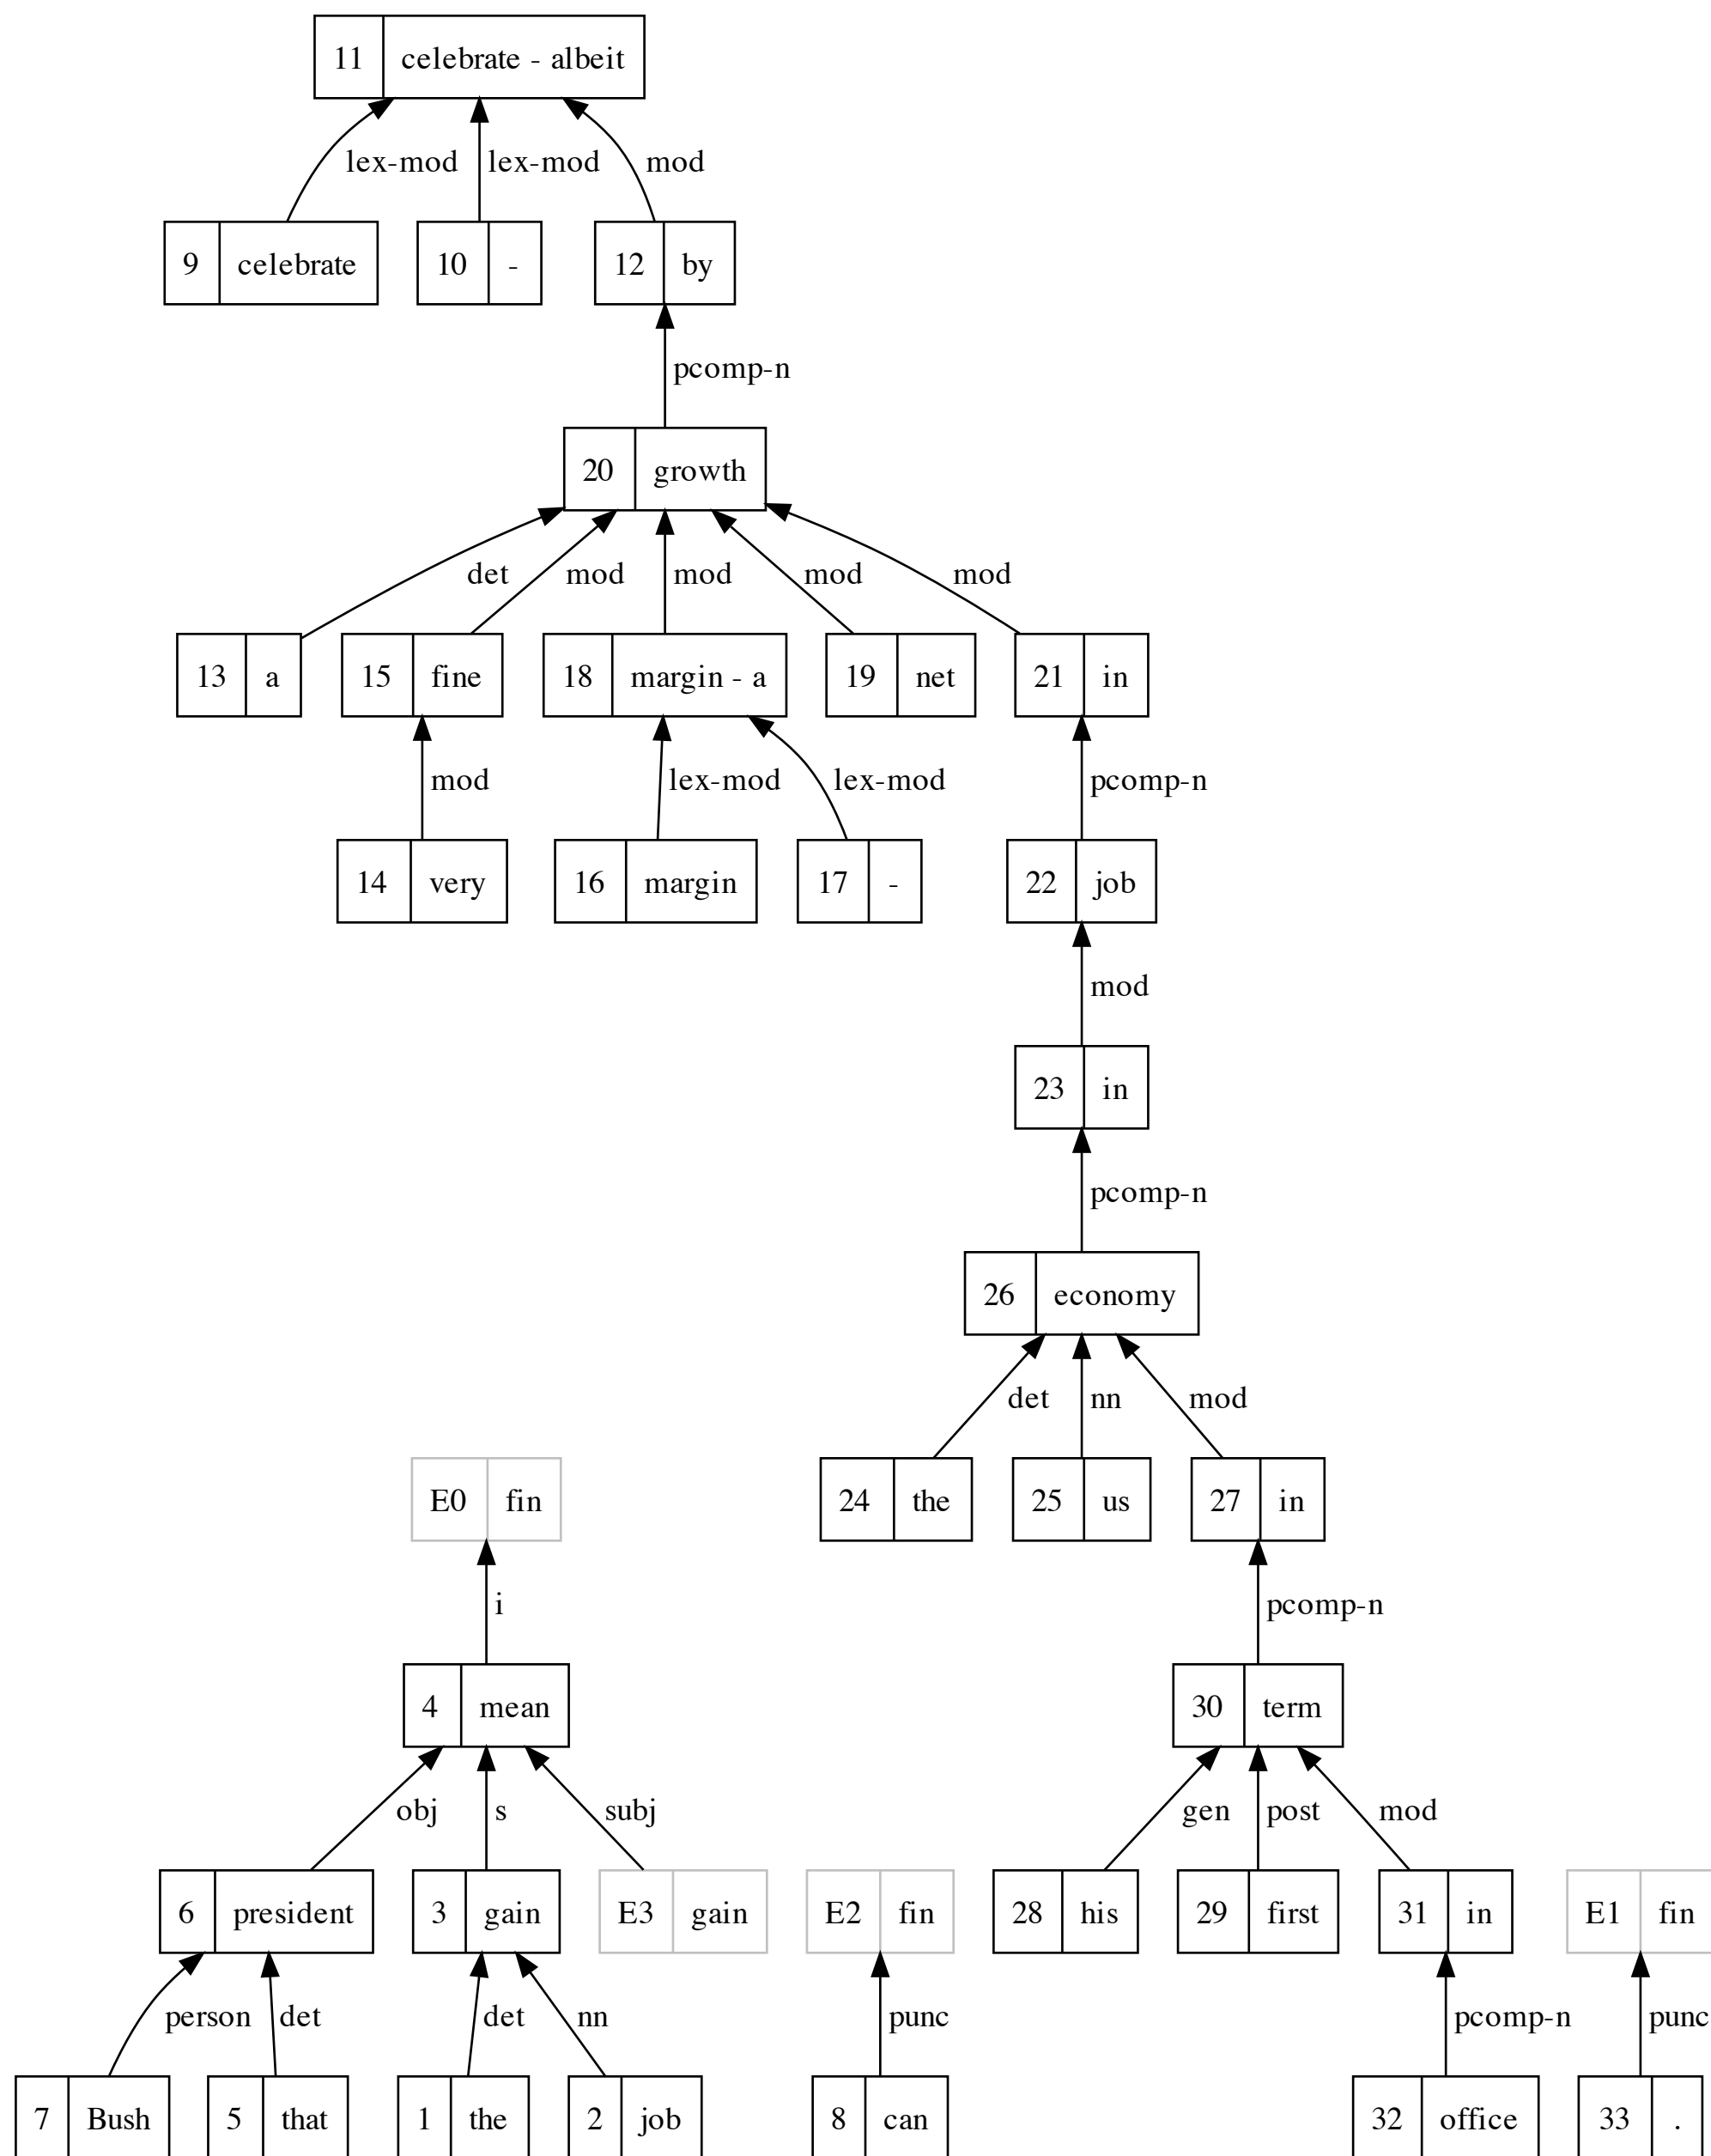 11 celebrate - albeit
lex-mod lex-mod mod
9 celebrate 10 - 12 by
pcomp-n
20 growth
det mod mod mod mod
13 a 15 fine 18 margin - a 19 net 21 in
mod lex-mod lex-mod pcomp-n
14 very 16 margin 17 - 22 job
mod
23 in
pcomp-n
26 economy
det nn mod
E0 fin 24 the 25 us 27 in
i pcomp-n
4 mean 30 term
obj s subj gen post mod
6 president 3 gain E3 gain E2 fin 28 his 29 first 31 in E1 fin
person det det nn punc pcomp-n punc
7 Bush 5 that 1 the 2 job 8 can 32 office 33 .